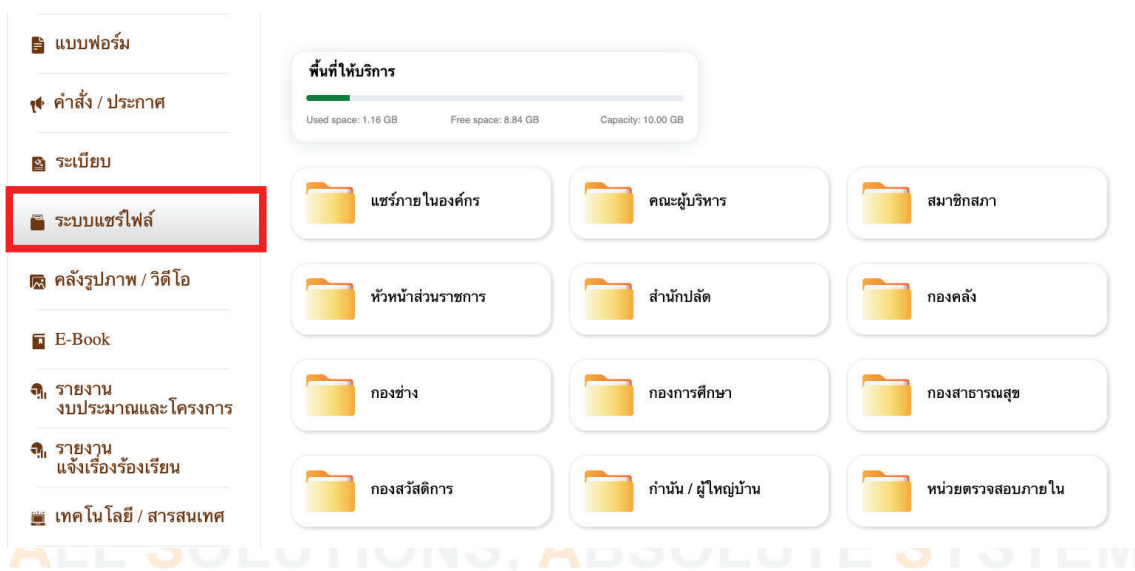 แบบฟอร์ม
คำสั่ง / ประกาศ
ระเบียบ
ระบบแชร์ไฟล์
คลังรูปภาพ / วิดีโอ
E-Book
รายงาน
งบประมาณและโครงการ
รายงาน
แจ้งเรื่องร้องเรียน
เทคโนโลยี / สารสนเทศ
พื้นที่ให้บริการ
Used space: 1.16 GB Free space: 8.84 GB Capacity: 10.00 GB
แชร์ภายในองค์กร คณะผู้บริหาร สมาชิกสภา
หัวหน้าส่วนราชการ สำนักปลัด กองคลัง
กองช่าง กองการศึกษา กองสาธารณสุข
กองสวัสดิการ กำนัน / ผู้ใหญ่บ้าน หน่วยตรวจสอบภายใน
ALL SOLUTIONS, ABSOLUTE SYSTEM